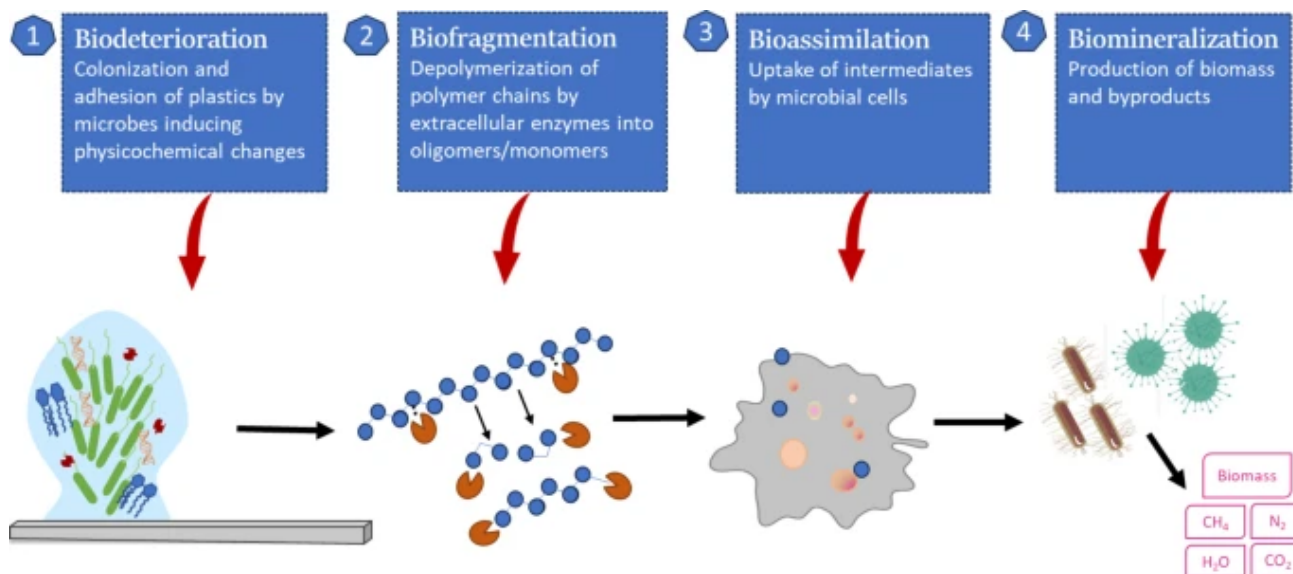 1
Biodeterioration
Colonization and
adhesion of plastics by
microbes inducing
physicochemical changes
2
Biofragmentation
Depolymerization of
polymer chains by
extracellular enzymes into
oligomers/monomers
3
Bioassimilation
Uptake of intermediates
by microbial cells
4
Biomineralization
Production of biomass
and byproducts
Biomass
CH₄
N₂
H₂O
CO₂